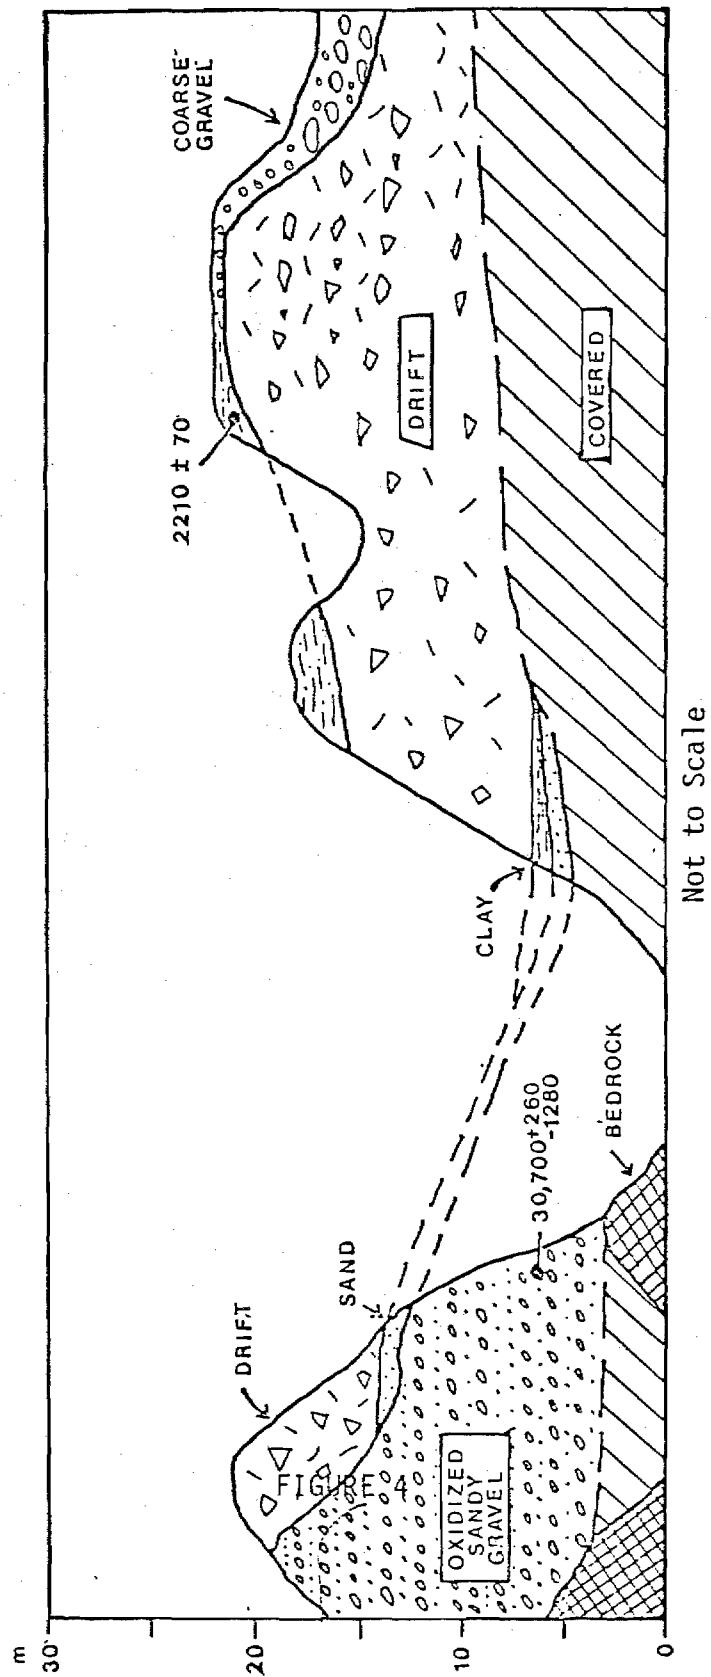 m
30
20
10
0
DRIFT
SAND
30,700 +260
-1280
BEDROCK
OXIDIZED
SANDY
GRAVEL
CLAY
2210 ± 70
COARSE
GRAVEL
DRIFT
COVERED
Not to Scale
FIGURE 4